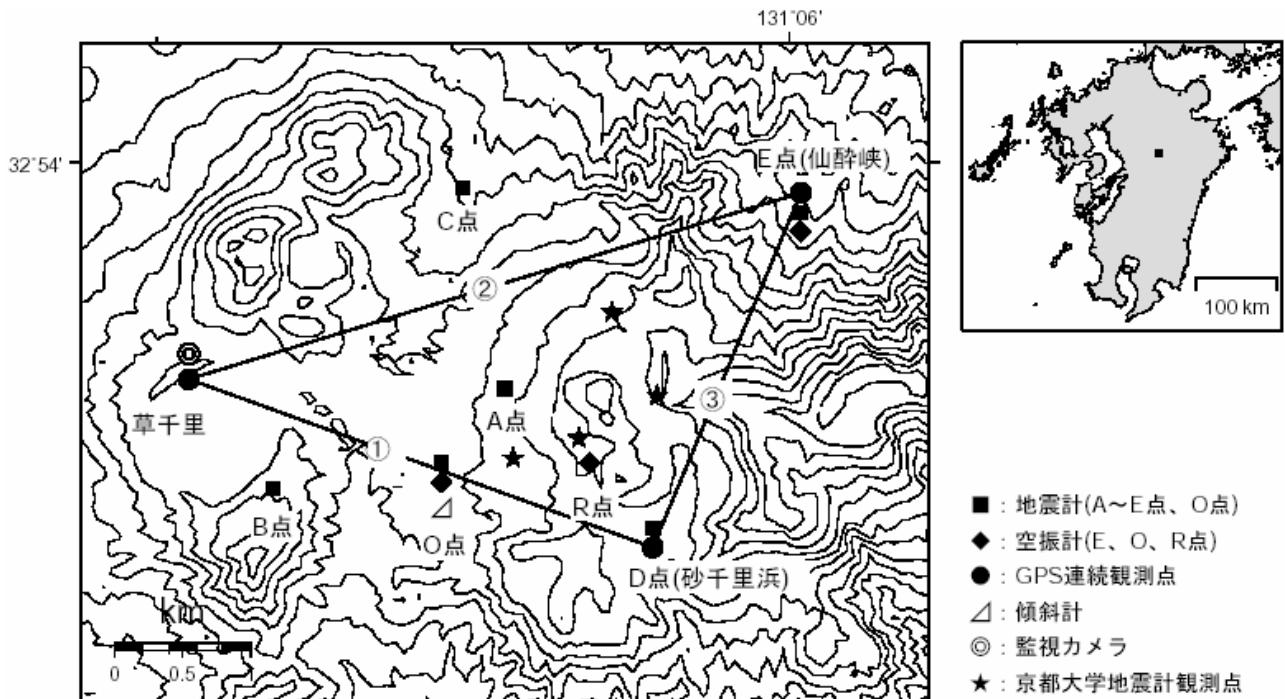 131°06'
32°54'
E点(仙酔峡)
C点
②
草千里
A点
③
①
B点
O点
R点
D点(砂千里浜)
km
0 0.5
100 km
■：地震計(A～E点、O点)
◆：空振計(E、O、R点)
●：GPS連続観測点
⊿：傾斜計
◎：監視カメラ
★：京都大学地震計観測点